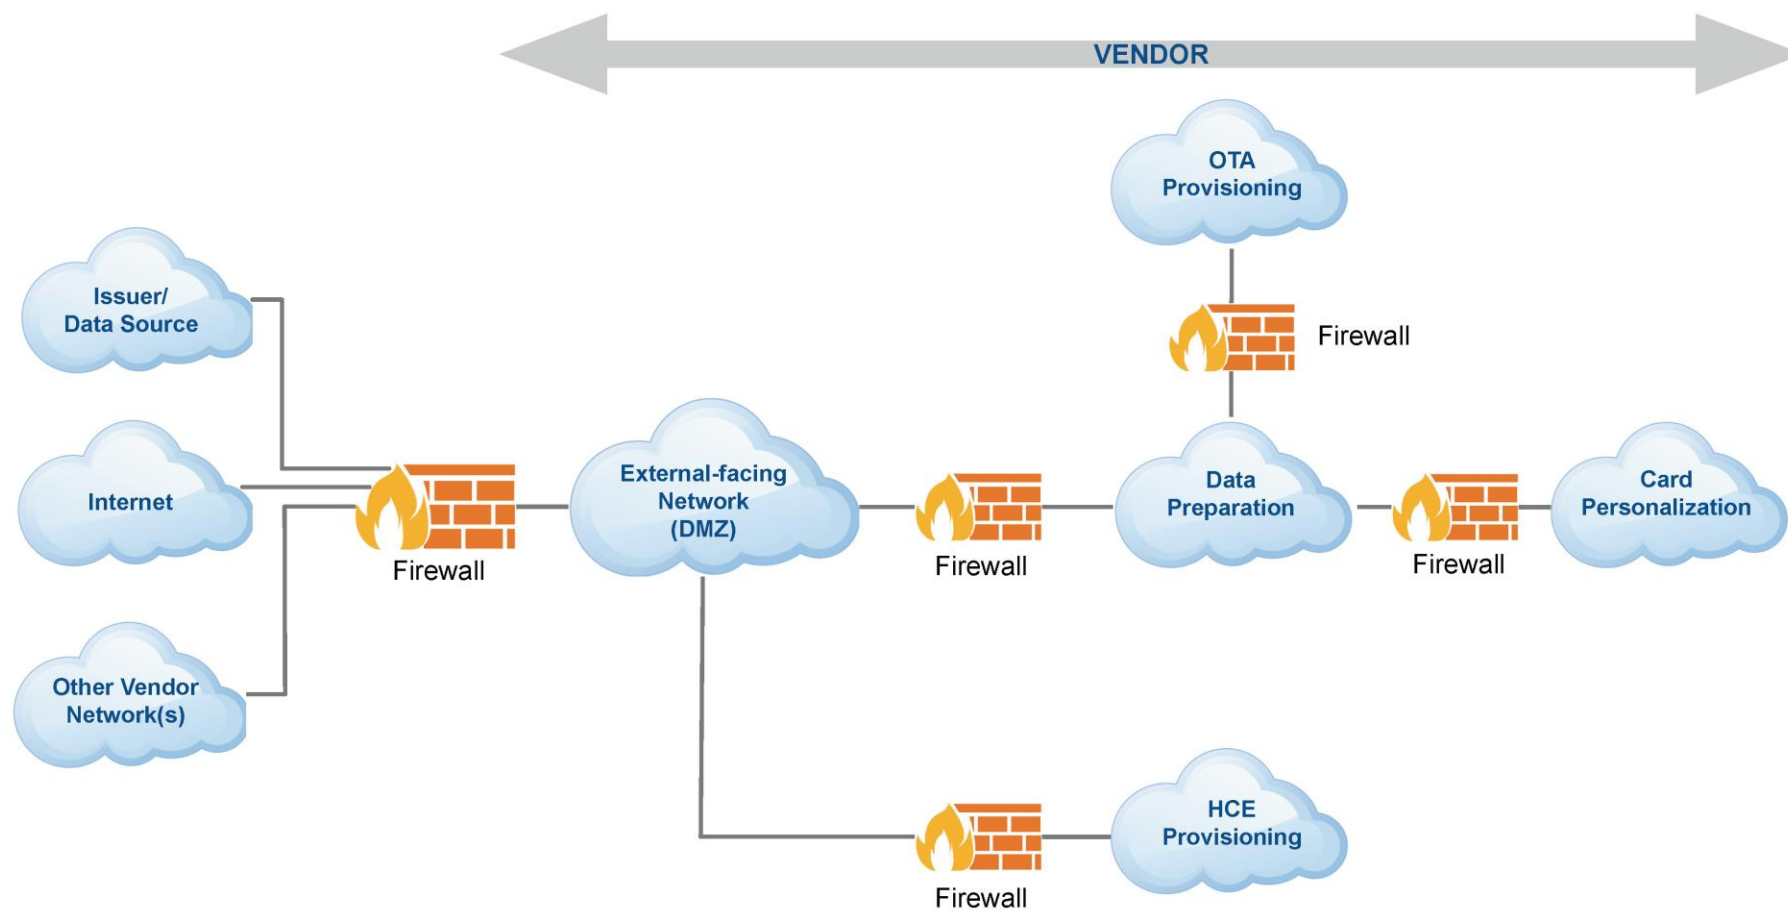 VENDOR
OTA
Provisioning
Issuer/
Data Source
Firewall
Internet
Firewall
External-facing
Network
(DMZ)
Firewall
Data
Preparation
Firewall
Card
Personalization
Other Vendor
Network(s)
HCE
Provisioning
Firewall